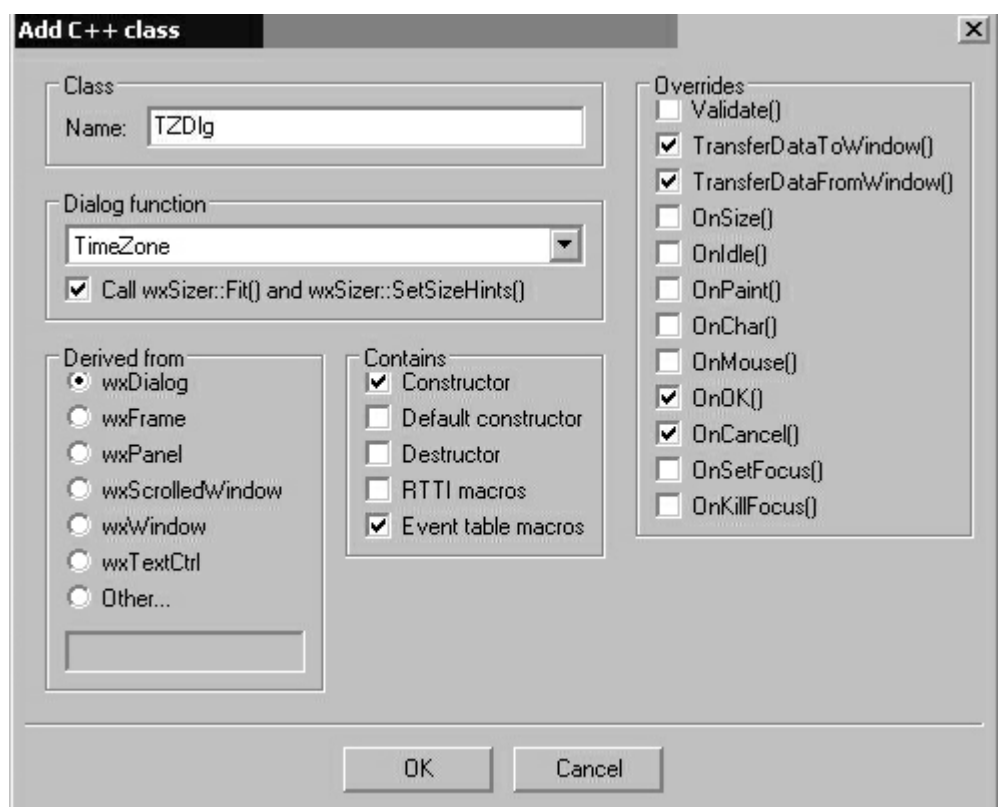 Add C++ class
Class
Name: TZDlg
Dialog function
TimeZone
Call wxSizer::Fit() and wxSizer::SetSizeHints()
Derived from
wxDialog
wxFrame
wxPanel
wxScrolledWindow
wxWindow
wxTextCtrl
Other...
Contains
Constructor
Default constructor
Destructor
RTTI macros
Event table macros
Overrides
Validate()
TransferDataToWindow()
TransferDataFromWindow()
OnSize()
OnIdle()
OnPaint()
OnChar()
OnMouse()
OnOK()
OnCancel()
OnSetFocus()
OnKillFocus()
OK
Cancel